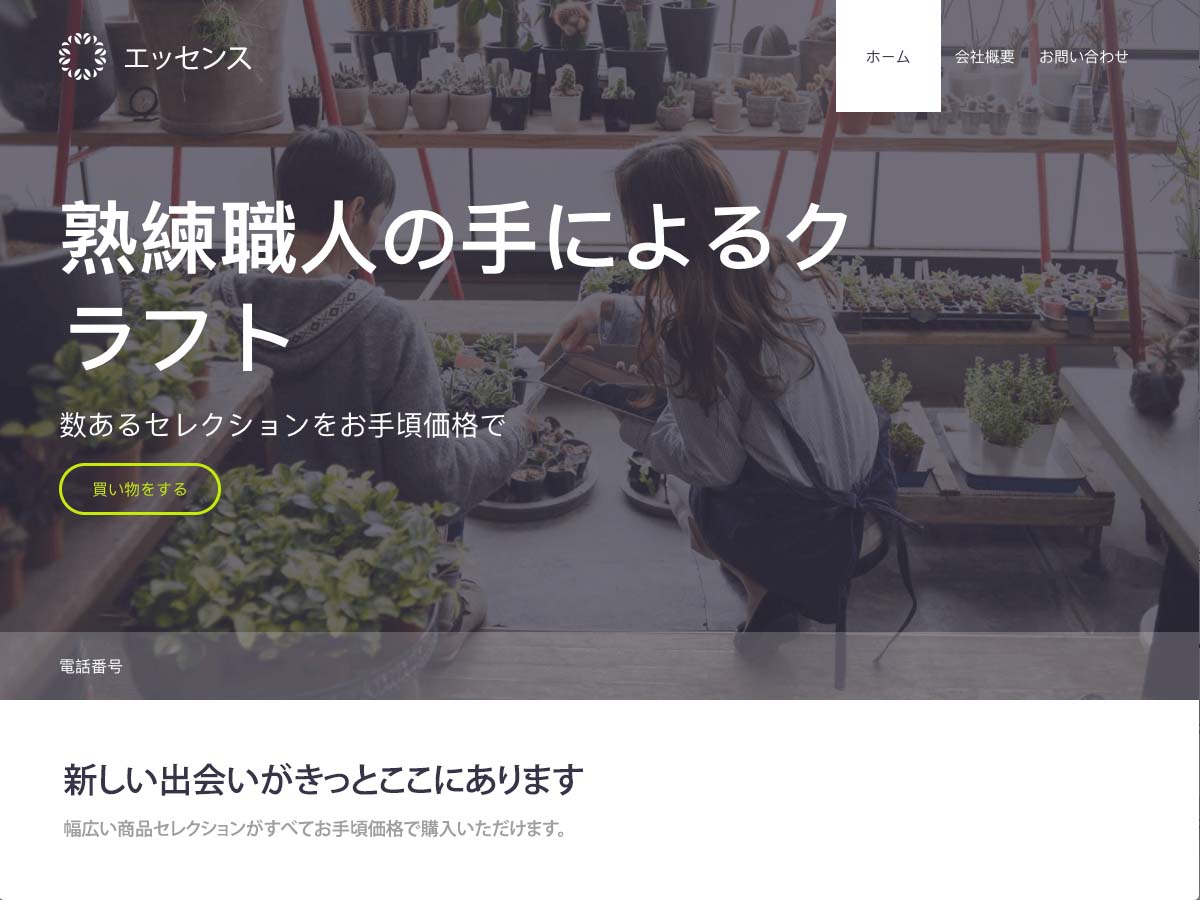 エッセンス
ホーム
会社概要
お問い合わせ
熟練職人の手によるク
ラフト
数あるセレクションをお手頃価格で
買い物をする
電話番号
新しい出会いがきっとここにあります
幅広い商品セレクションがすべてお手頃価格で購入いただけます。